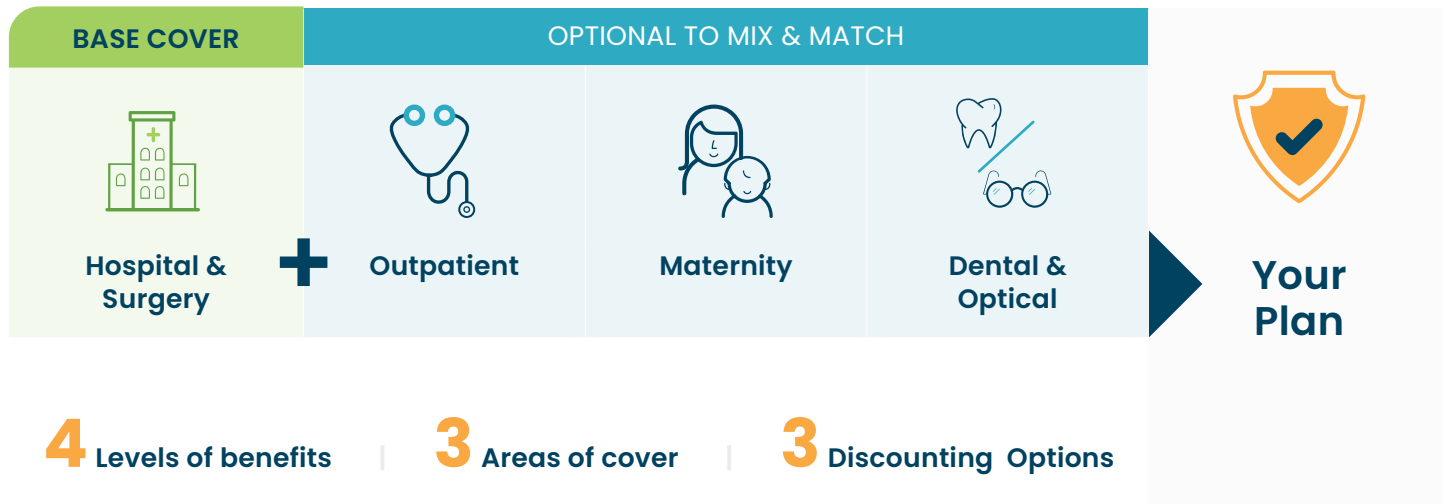 BASE COVER
OPTIONAL TO MIX & MATCH
Hospital &
Surgery
Outpatient
Maternity
Dental &
Optical
Your
Plan
4 Levels of benefits
3 Areas of cover
3 Discounting Options